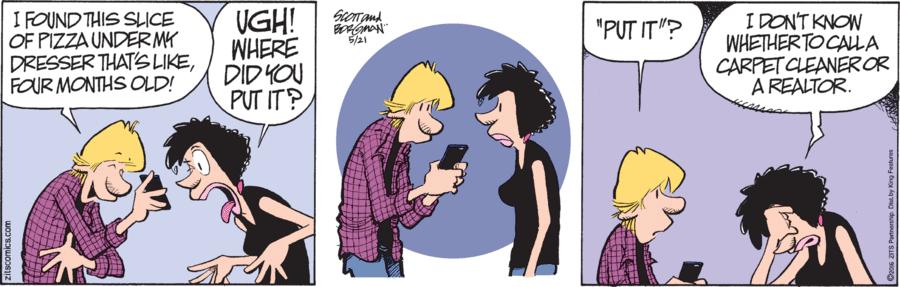 I FOUND THIS SLICE
OF PIZZA UNDER MY
DRESSER THAT'S LIKE,
FOUR MONTHS OLD!
UGH!
WHERE
DID YOU
PUT IT?
zitscomics.com
SCOTT and
BORGMAN
5/21
"PUT IT"?
I DON'T KNOW
WHETHER TO CALL A
CARPET CLEANER OR
A REALTOR.
©2016 ZITS Partnership. Dist. by King Features